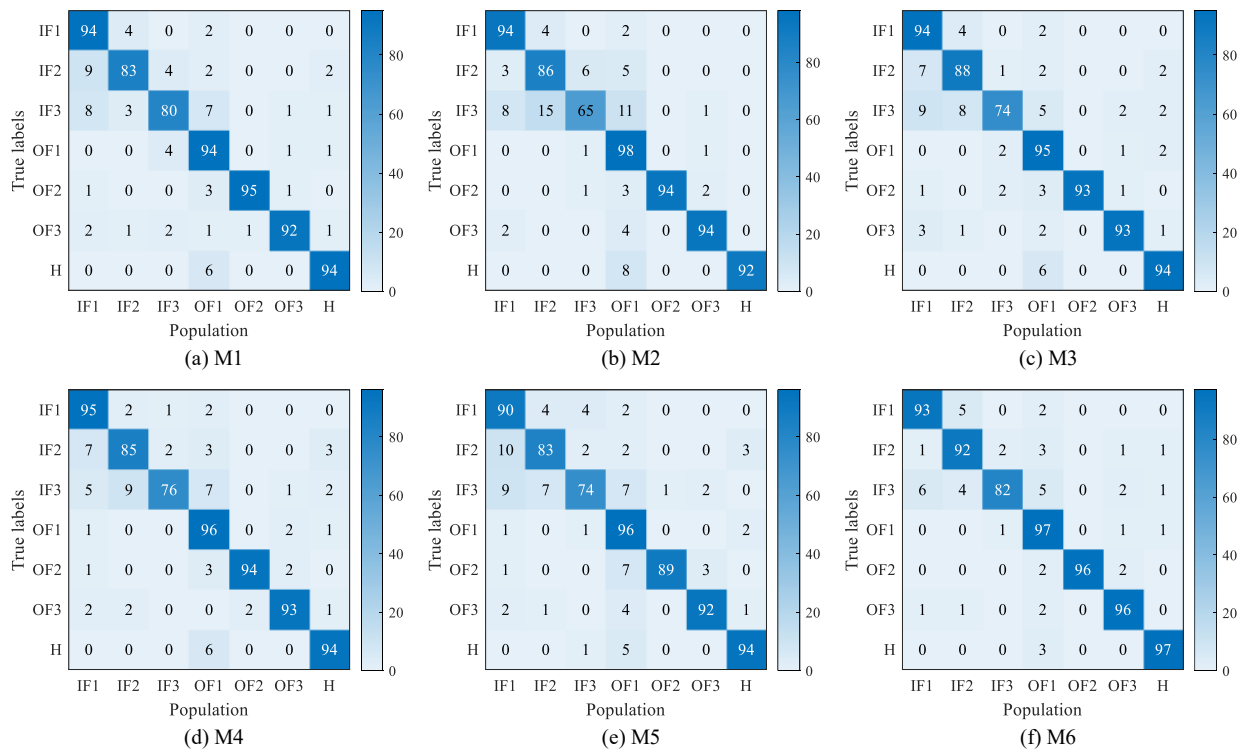 IF1 94 4 0 2 0 0 0
IF2 9 83 4 2 0 0 2
IF3 8 3 80 7 0 1 1
OF1 0 0 4 94 0 1 1
OF2 1 0 0 3 95 1 0
OF3 2 1 2 1 1 92 1
H 0 0 0 6 0 0 94
IF1 IF2 IF3 OF1 OF2 OF3 H
True labels
Population
80
60
40
20
0
(a) M1
IF1 94 4 0 2 0 0 0
IF2 3 86 6 5 0 0 0
IF3 8 15 65 11 0 1 0
OF1 0 0 1 98 0 1 0
OF2 0 0 1 3 94 2 0
OF3 2 0 0 4 0 94 0
H 0 0 0 8 0 0 92
IF1 IF2 IF3 OF1 OF2 OF3 H
True labels
Population
80
60
40
20
0
(b) M2
IF1 94 4 0 2 0 0 0
IF2 7 88 1 2 0 0 2
IF3 9 8 74 5 0 2 2
OF1 0 0 2 95 0 1 2
OF2 1 0 2 3 93 1 0
OF3 3 1 0 2 0 93 1
H 0 0 0 6 0 0 94
IF1 IF2 IF3 OF1 OF2 OF3 H
True labels
Population
80
60
40
20
0
(c) M3
IF1 95 2 1 2 0 0 0
IF2 7 85 2 3 0 0 3
IF3 5 9 76 7 0 1 2
OF1 1 0 0 96 0 2 1
OF2 1 0 0 3 94 2 0
OF3 2 2 0 0 2 93 1
H 0 0 0 6 0 0 94
IF1 IF2 IF3 OF1 OF2 OF3 H
True labels
Population
80
60
40
20
0
(d) M4
IF1 90 4 4 2 0 0 0
IF2 10 83 2 2 0 0 3
IF3 9 7 74 7 1 2 0
OF1 1 0 1 96 0 0 2
OF2 1 0 0 7 89 3 0
OF3 2 1 0 4 0 92 1
H 0 0 1 5 0 0 94
IF1 IF2 IF3 OF1 OF2 OF3 H
True labels
Population
80
60
40
20
0
(e) M5
IF1 93 5 0 2 0 0 0
IF2 1 92 2 3 0 1 1
IF3 6 4 82 5 0 2 1
OF1 0 0 1 97 0 1 1
OF2 0 0 0 2 96 2 0
OF3 1 1 0 2 0 96 0
H 0 0 0 3 0 0 97
IF1 IF2 IF3 OF1 OF2 OF3 H
True labels
Population
80
60
40
20
0
(f) M6